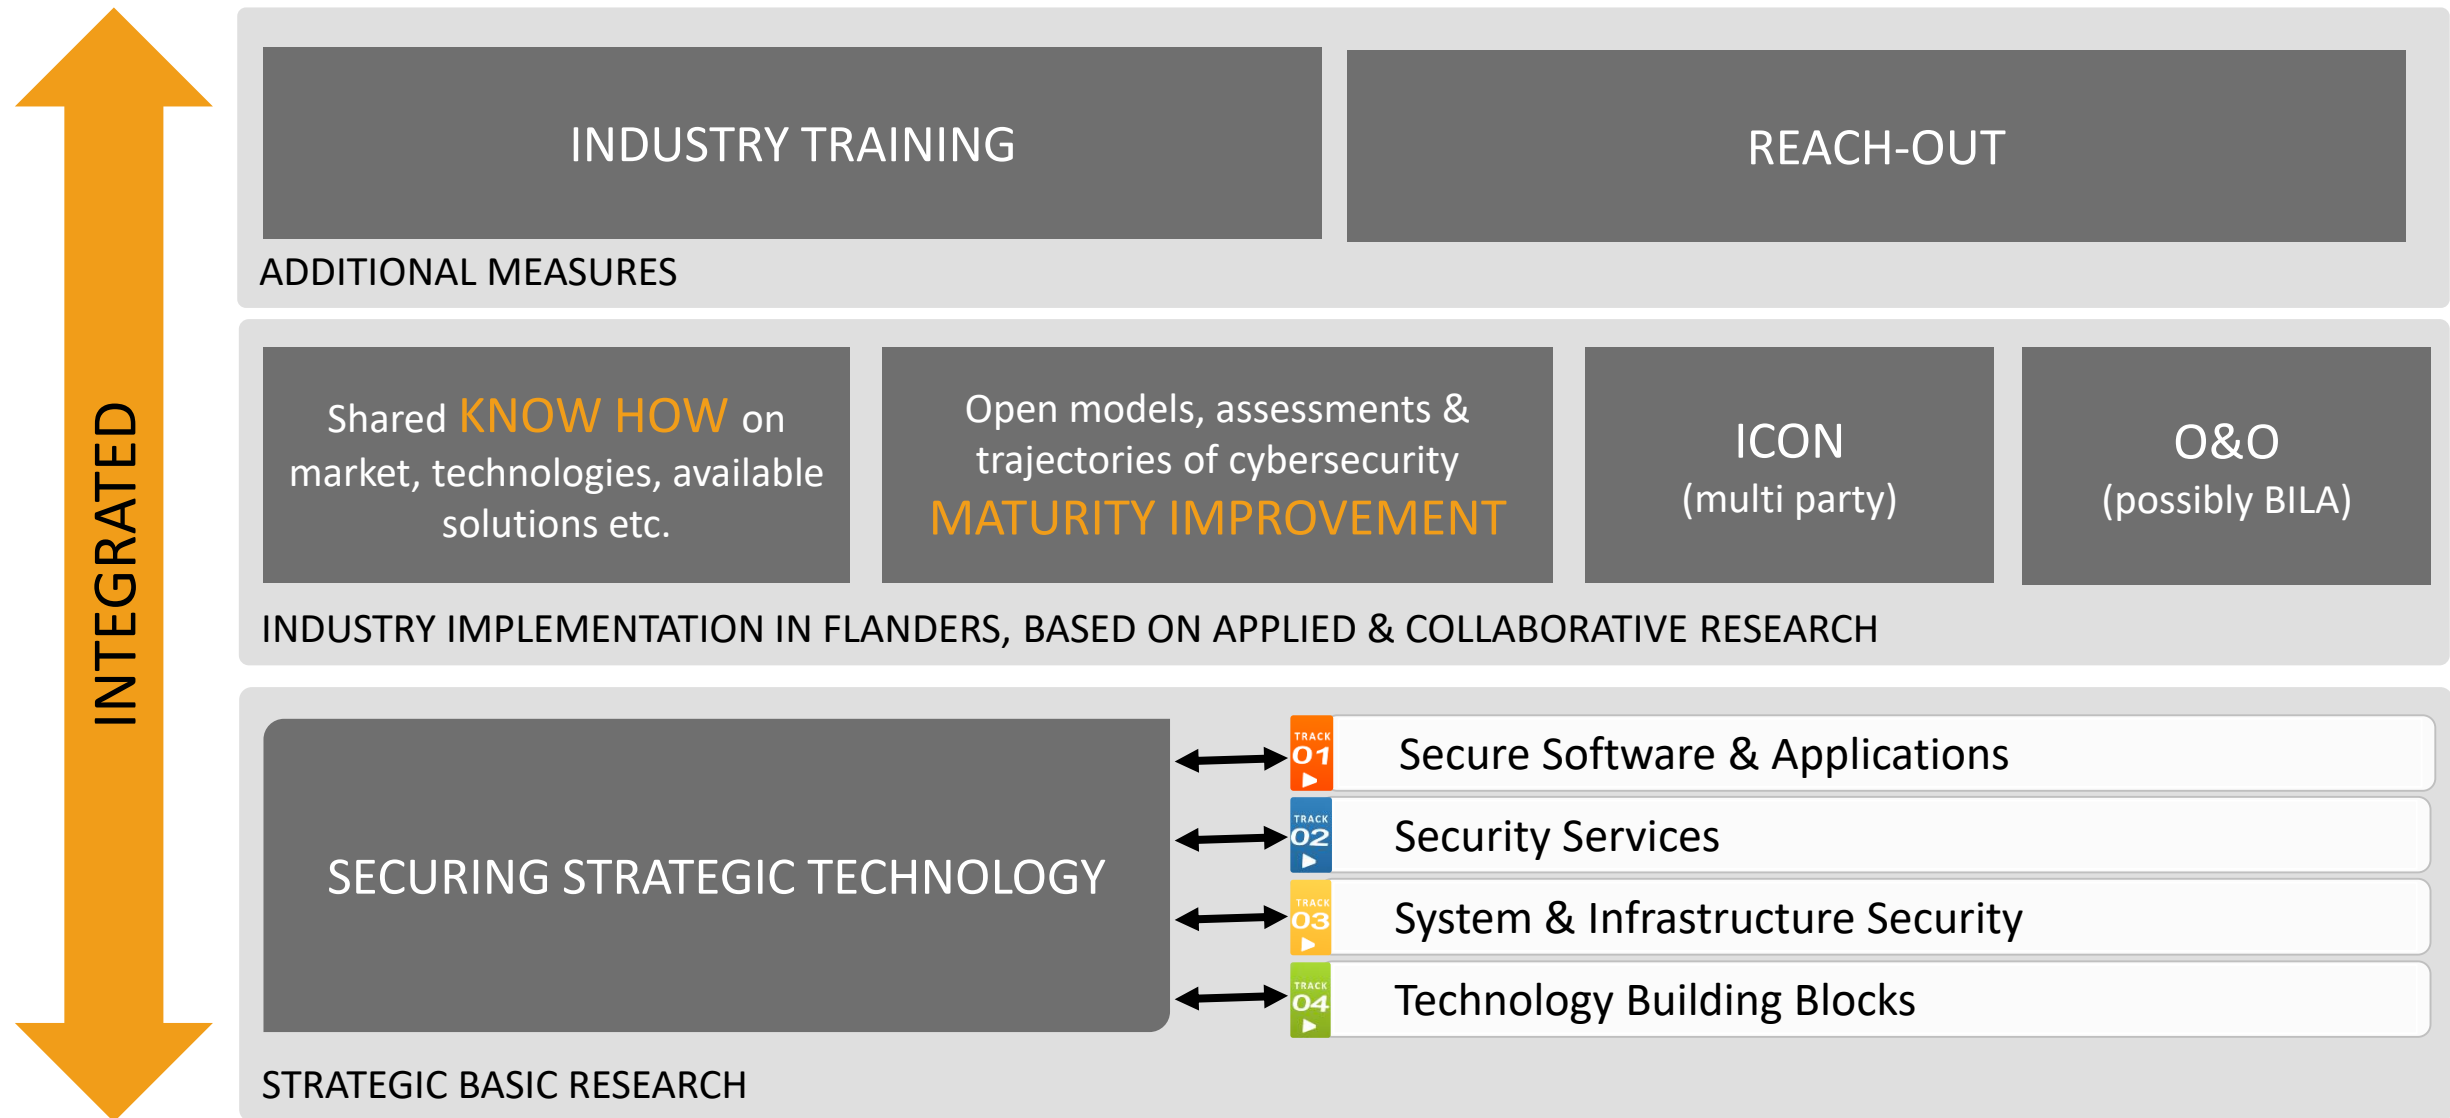 INTEGRATED
INDUSTRY TRAINING
REACH-OUT
ADDITIONAL MEASURES
Shared KNOW HOW on
market, technologies, available
solutions etc.
Open models, assessments &
trajectories of cybersecurity
MATURITY IMPROVEMENT
ICON
(multi party)
O&O
(possibly BILA)
INDUSTRY IMPLEMENTATION IN FLANDERS, BASED ON APPLIED & COLLABORATIVE RESEARCH
SECURING STRATEGIC TECHNOLOGY
TRACK
01
Secure Software & Applications
TRACK
02
Security Services
TRACK
03
System & Infrastructure Security
TRACK
04
Technology Building Blocks
STRATEGIC BASIC RESEARCH